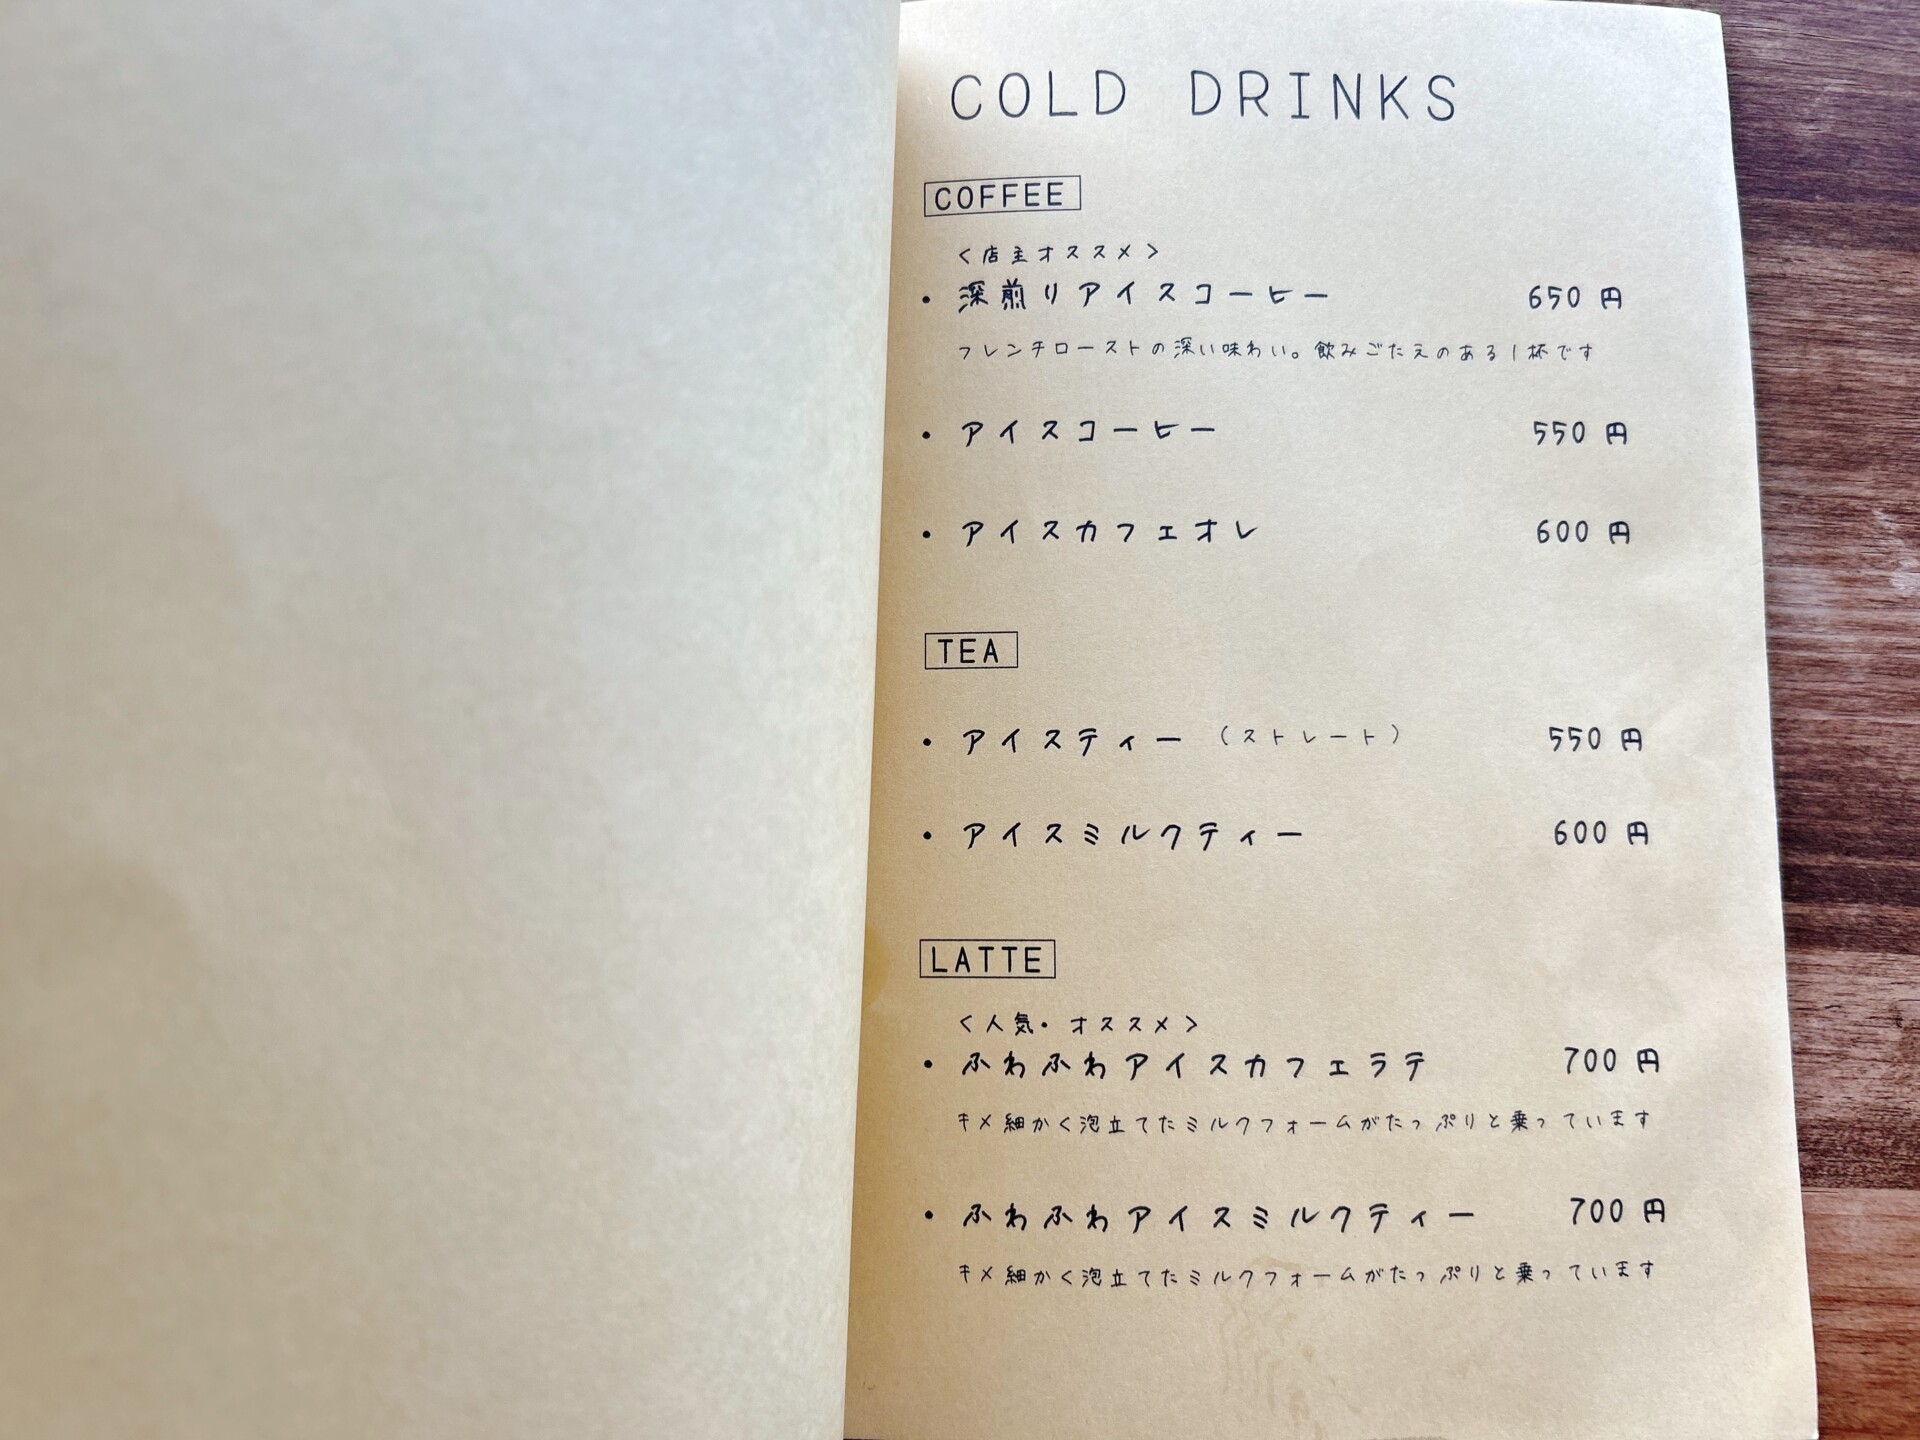 COLD DRINKS
COFFEE
<店主オススメ>
・深煎りアイスコーヒー 650円
フレンチローストの深い味わい。飲みごたえのある1杯です
・アイスコーヒー 550円
・アイスカフェオレ 600円
TEA
・アイスティー (ストレート) 550円
・アイスミルクティー 600円
LATTE
<人気・オススメ>
・ふわふわアイスカフェラテ 700円
キメ細かく泡立てたミルクフォームがたっぷりと乗っています
・ふわふわアイスミルクティー 700円
キメ細かく泡立てたミルクフォームがたっぷりと乗っています